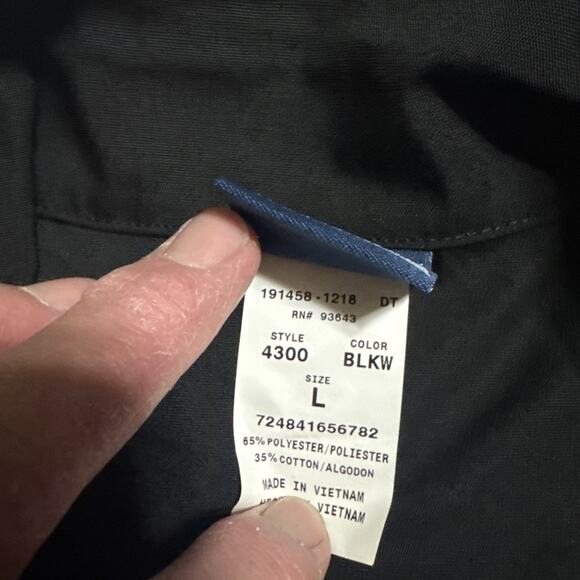 191458-1218 DT
RN# 93643
STYLE COLOR
4300 BLKW
SIZE
L
724841656782
65% POLYESTER/POLIESTER
35% COTTON/ALGODON
MADE IN VIETNAM
VIETNAM